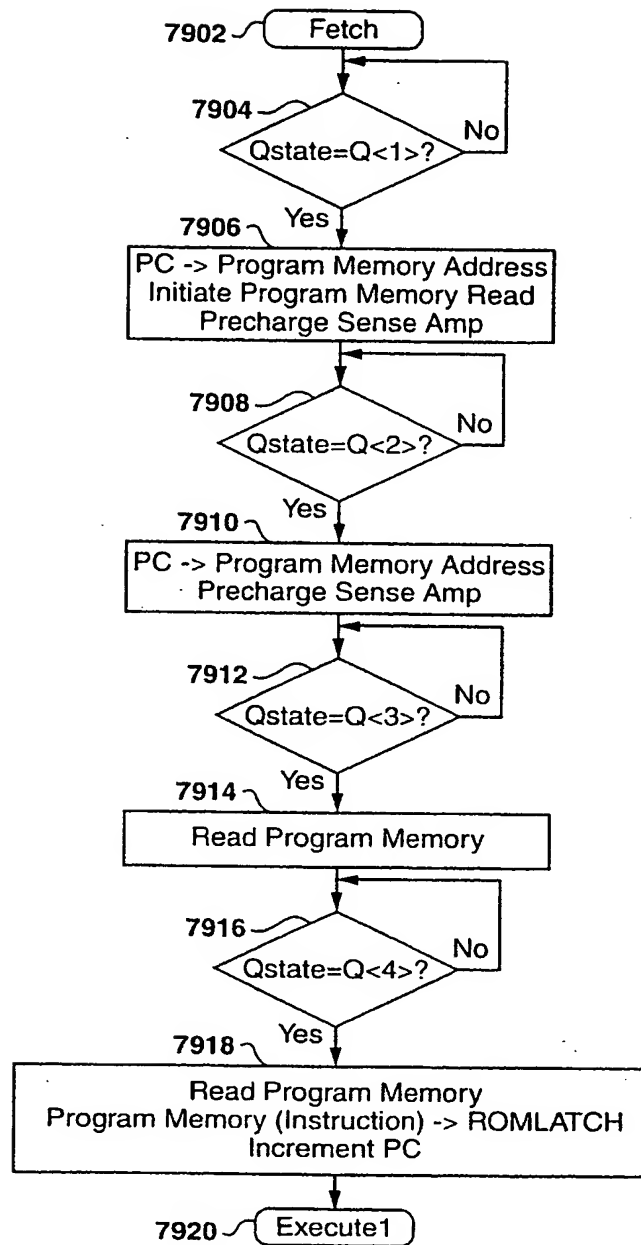 7902 Fetch
7904
Qstate=Q<1>?
No
Yes
7906
PC -> Program Memory Address
Initiate Program Memory Read
Precharge Sense Amp
7908
Qstate=Q<2>?
No
Yes
7910
PC -> Program Memory Address
Precharge Sense Amp
7912
Qstate=Q<3>?
No
Yes
7914
Read Program Memory
7916
Qstate=Q<4>?
No
Yes
7918
Read Program Memory
Program Memory (Instruction) -> ROMLATCH
Increment PC
7920 Execute1